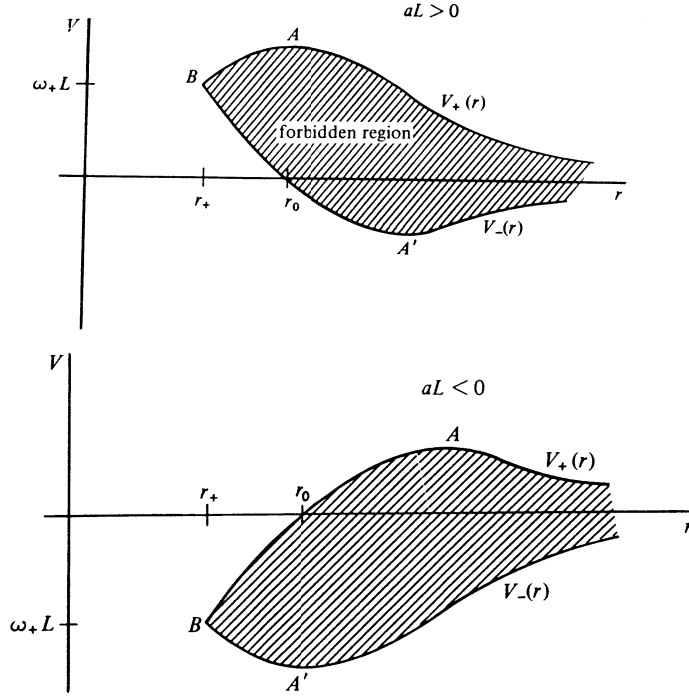 aL > 0
V
A
B
ω₊L
V₊(r)
forbidden region
r₊
r₀
r
V₋(r)
A′
V
aL < 0
A
V₊(r)
r₊
r₀
r
V₋(r)
ω₊L
B
A′